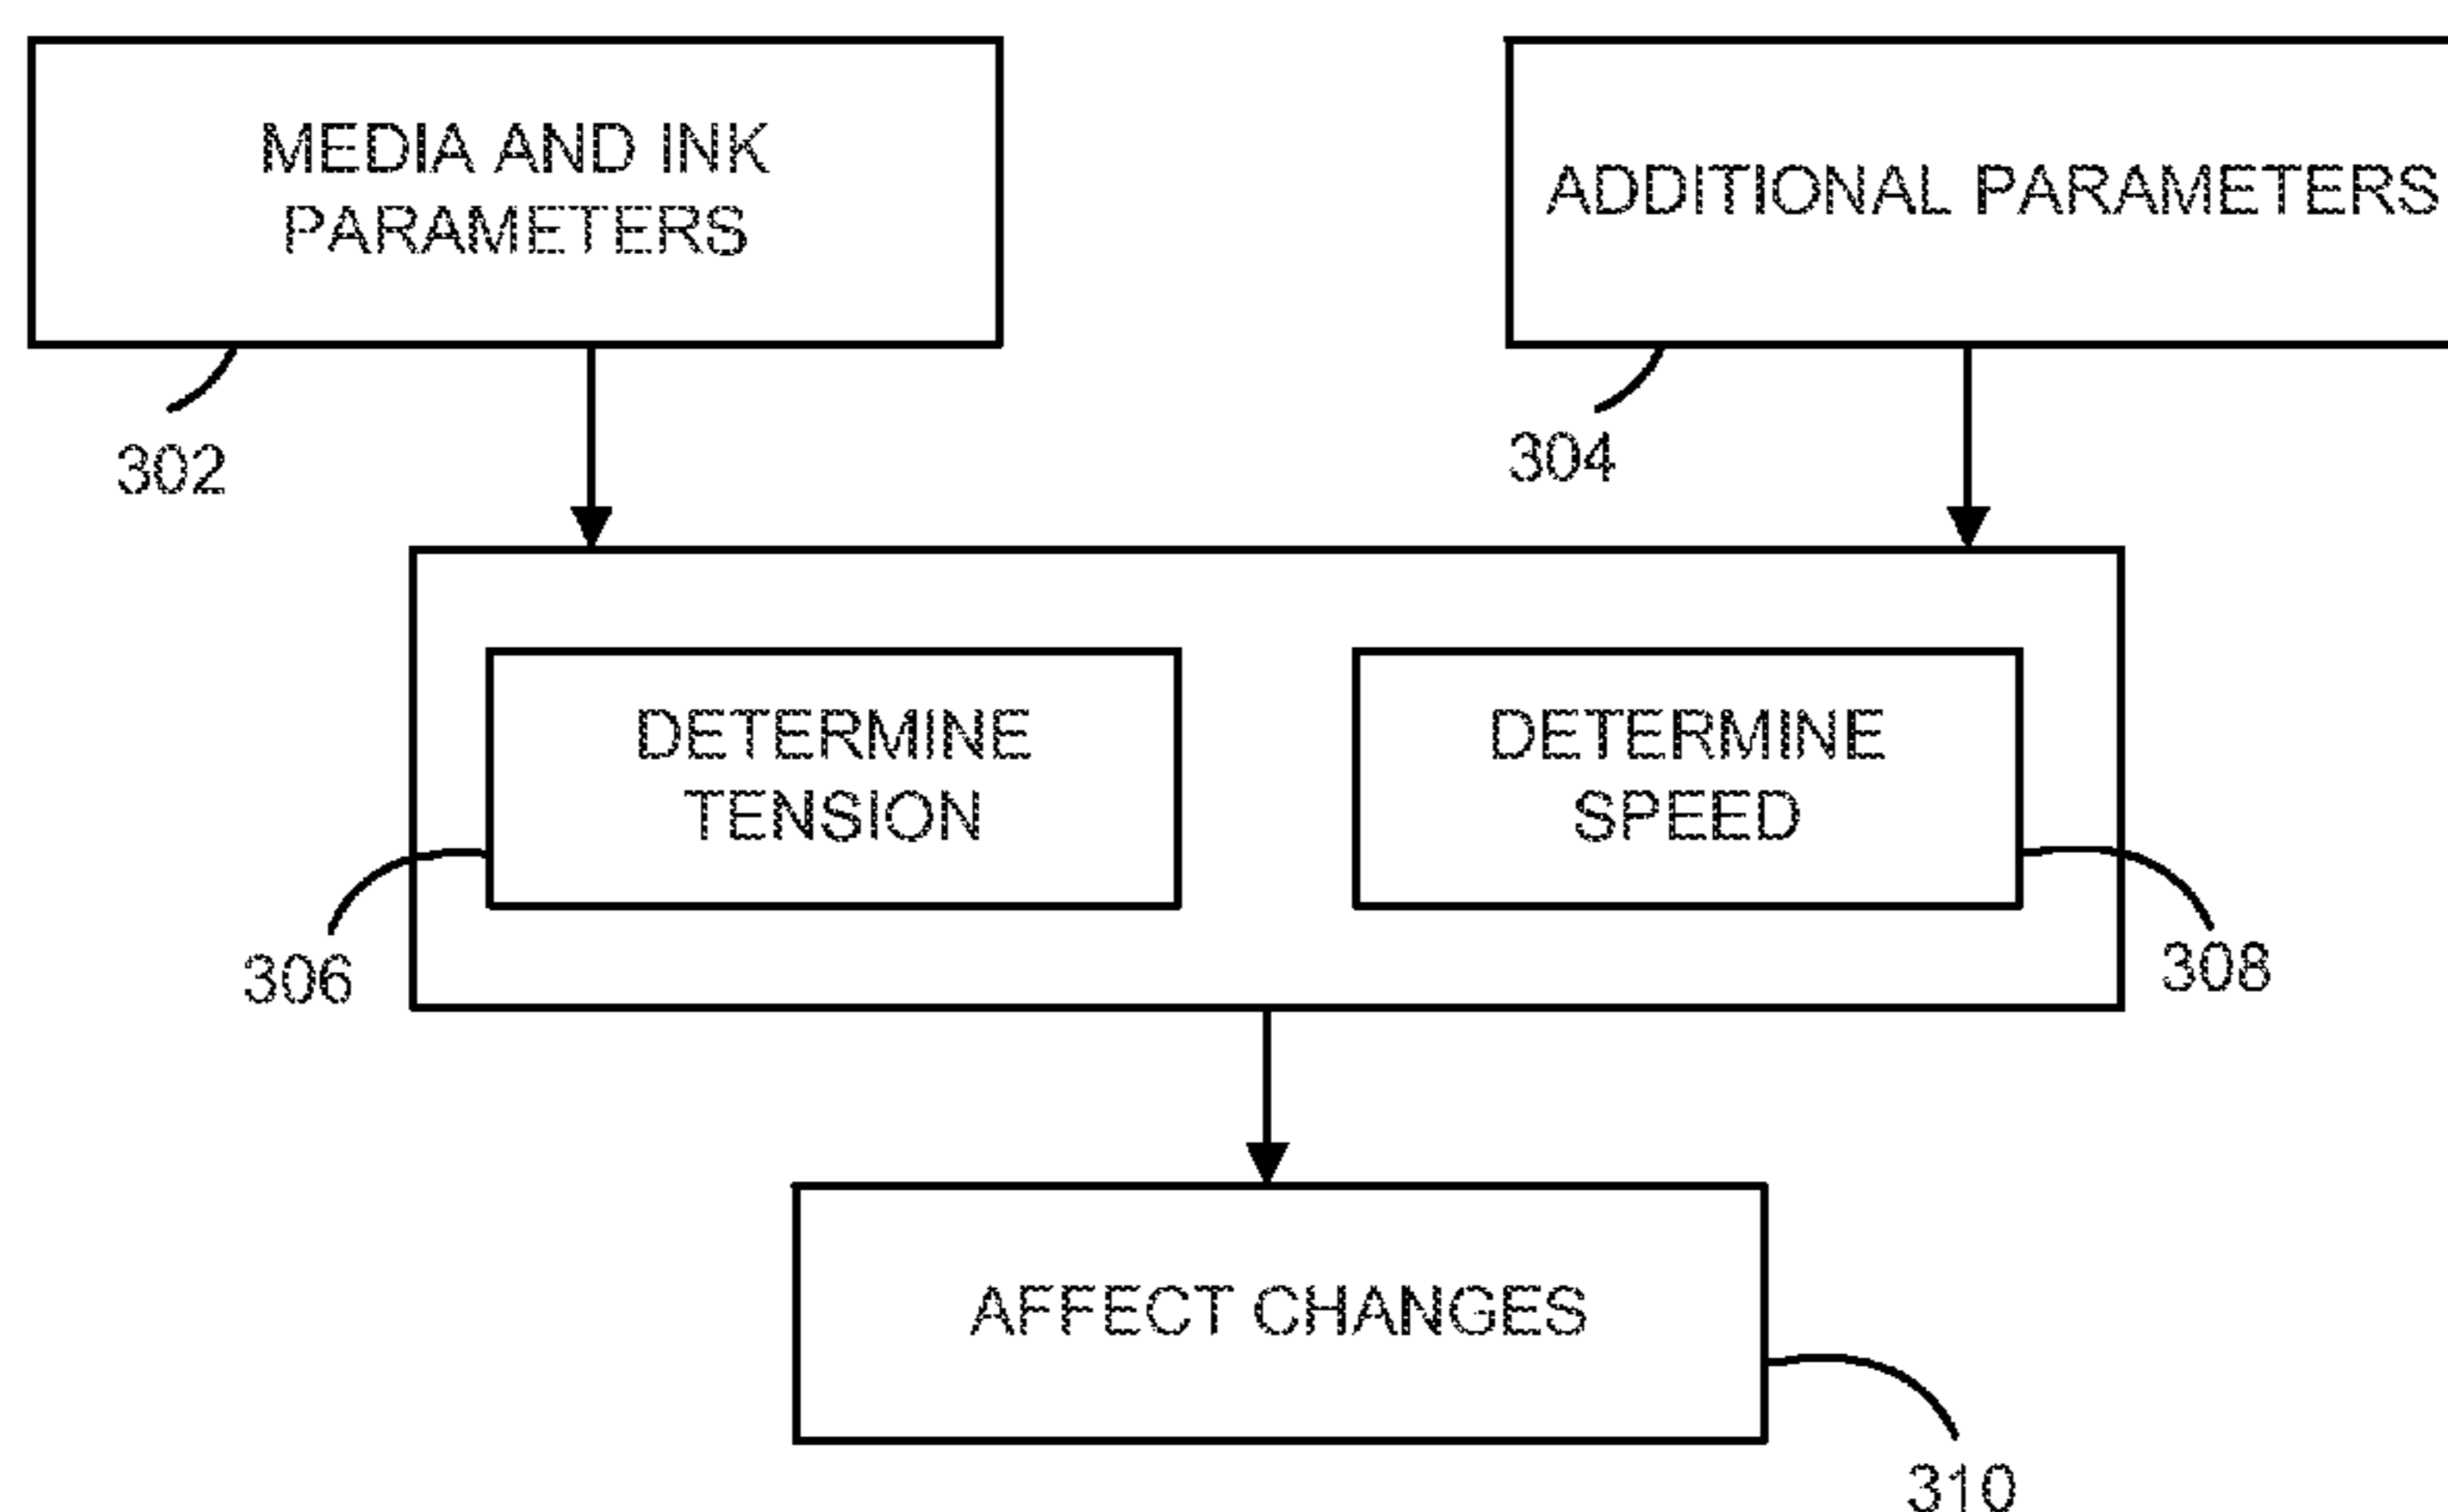 MEDIA AND INK
PARAMETERS
ADDITIONAL PARAMETERS
302
304
DETERMINE
TENSION
DETERMINE
SPEED
306
308
AFFECT CHANGES
310